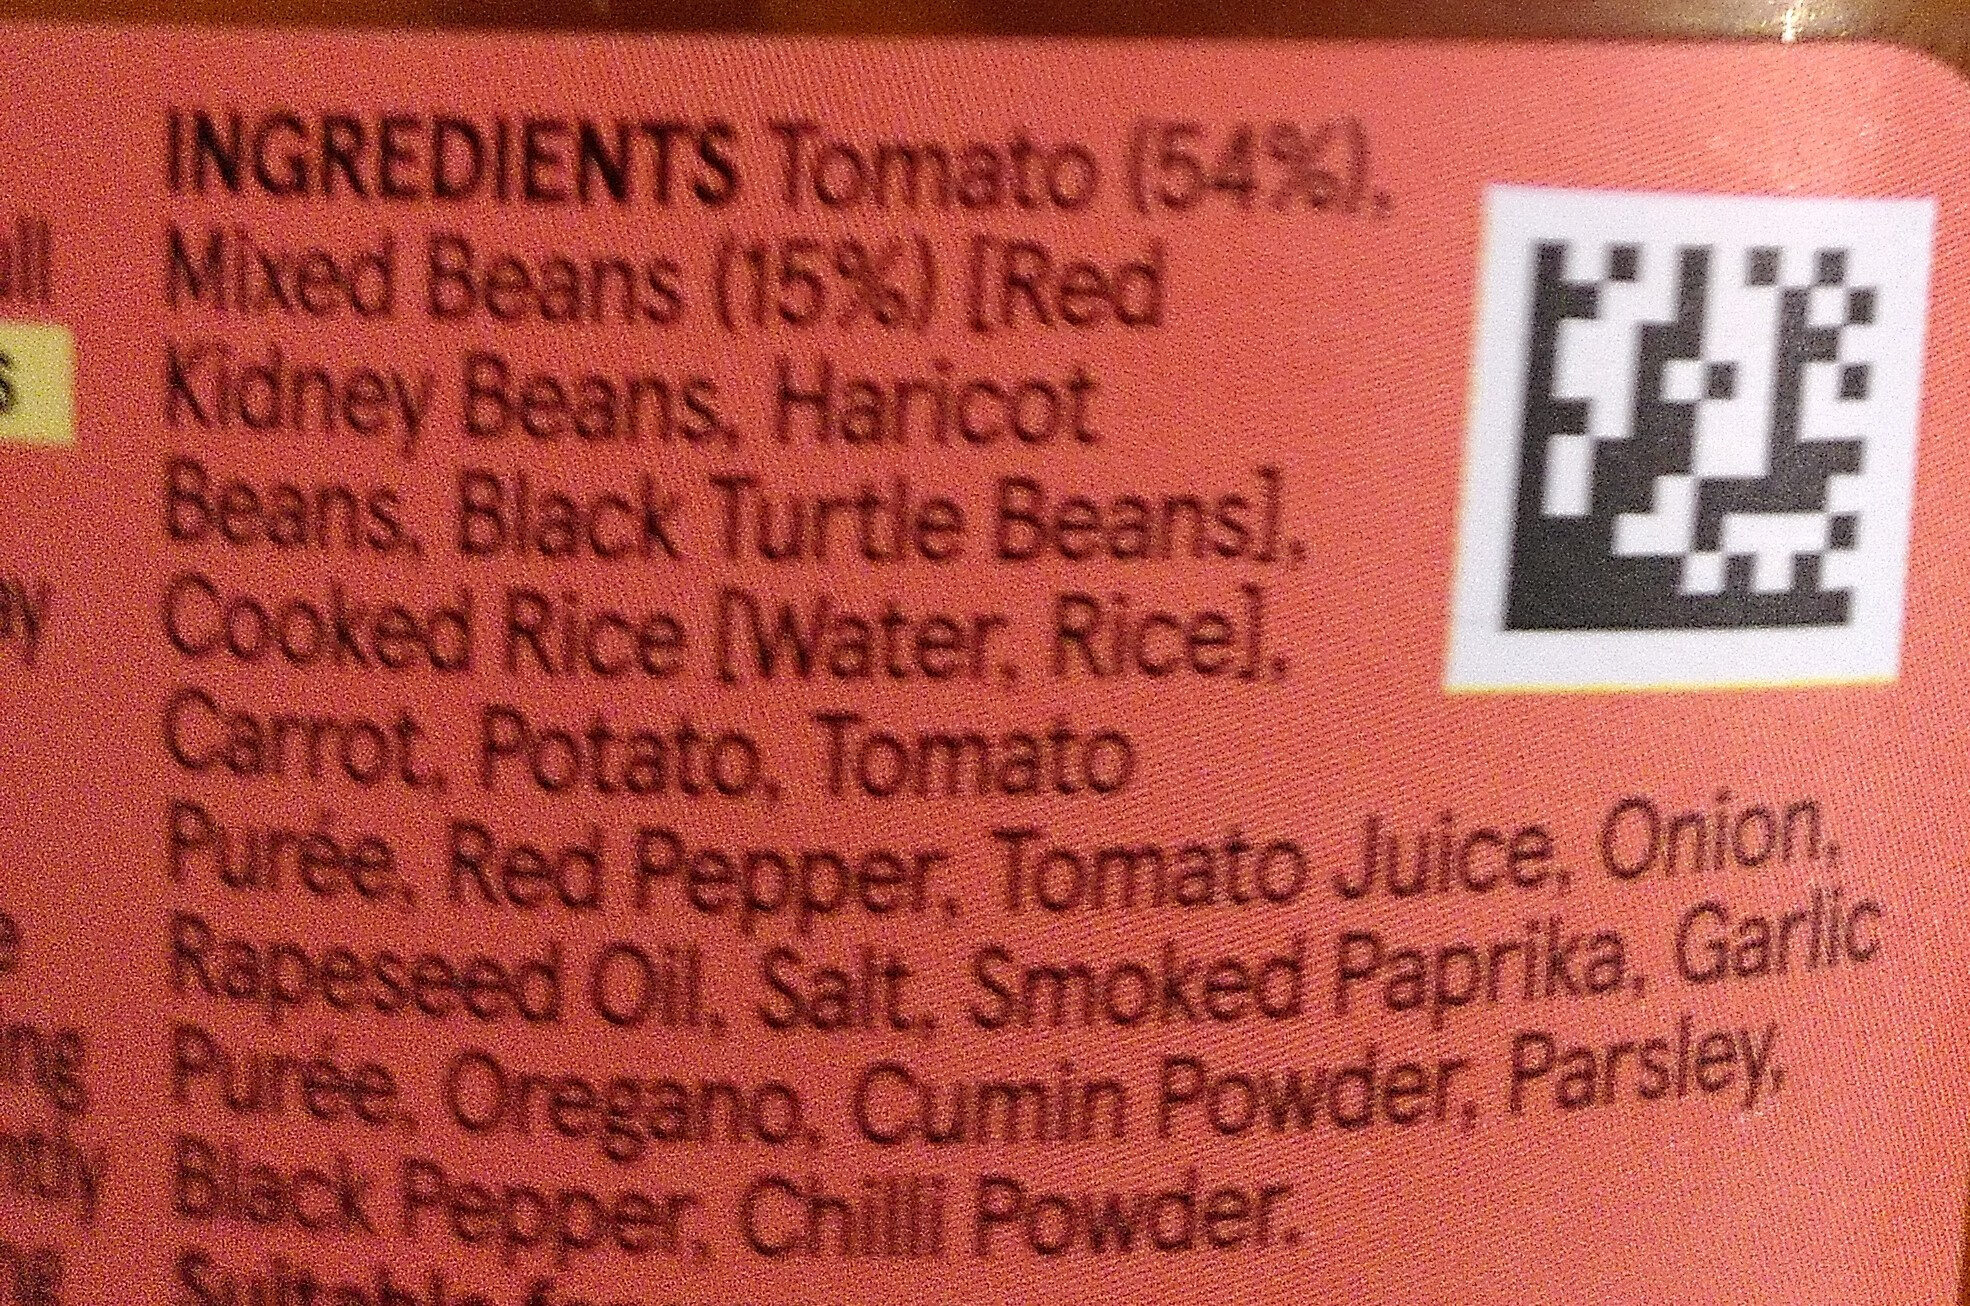 INGREDIENTS Tomato (54%),
Mixed Beans (15%) [Red
Kidney Beans, Haricot
Beans, Black Turtle Beans],
Cooked Rice [Water, Rice],
Carrot, Potato, Tomato
Purée, Red Pepper, Tomato Juice, Onion,
Rapeseed Oil, Salt, Smoked Paprika, Garlic
Purée, Oregano, Cumin Powder, Parsley,
Black Pepper, Chilli Powder.